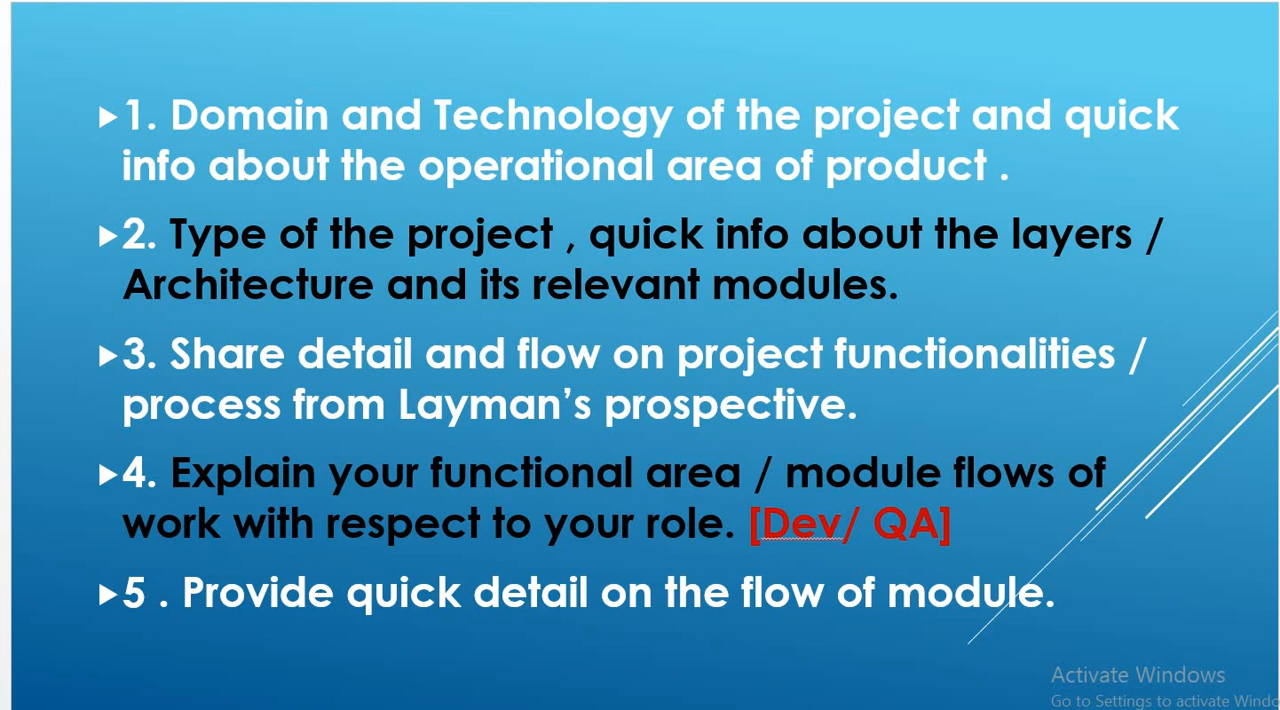 1. Domain and Technology of the project and quick
info about the operational area of product .
2. Type of the project , quick info about the layers /
Architecture and its relevant modules.
3. Share detail and flow on project functionalities /
process from Layman’s prospective.
4. Explain your functional area / module flows of
work with respect to your role. [Dev/ QA]
5 . Provide quick detail on the flow of module.
Activate Windows
Go to Settings to activate